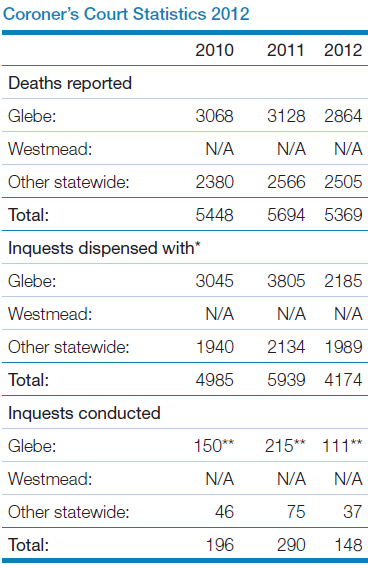 Coroner's Court Statistics 2012
2010 2011 2012
Deaths reported
Glebe: 3068 3128 2864
Westmead: N/A N/A N/A
Other statewide: 2380 2566 2505
Total: 5448 5694 5369
Inquests dispensed with*
Glebe: 3045 3805 2185
Westmead: N/A N/A N/A
Other statewide: 1940 2134 1989
Total: 4985 5939 4174
Inquests conducted
Glebe: 150** 215** 111**
Westmead: N/A N/A N/A
Other statewide: 46 75 37
Total: 196 290 148